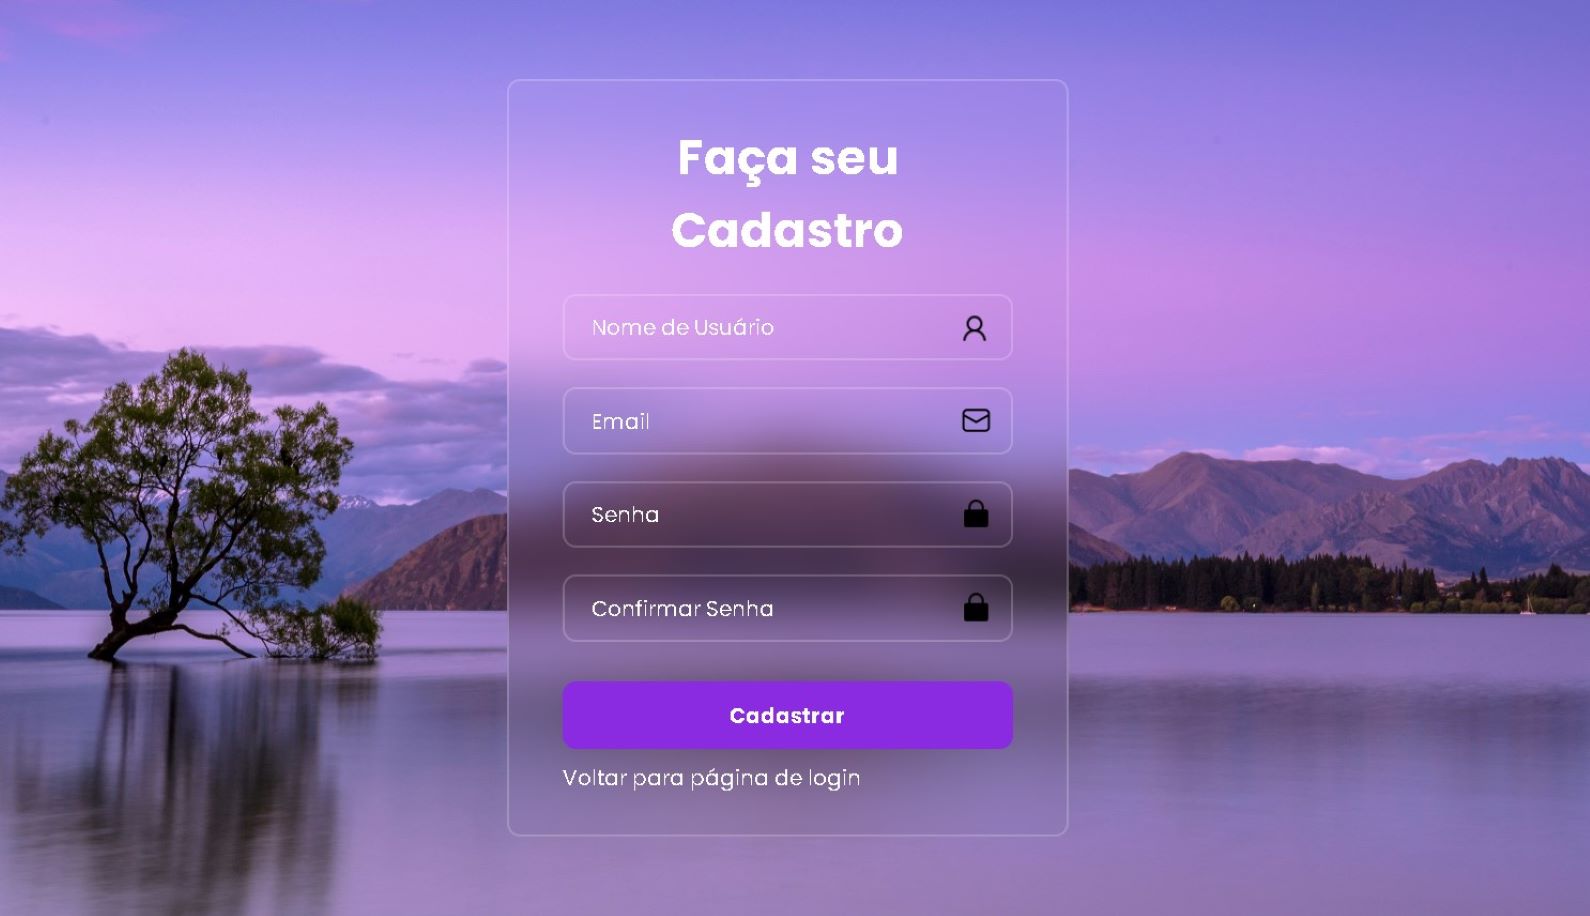 Faça seu
Cadastro
Nome de Usuário
Email
Senha
Confirmar Senha
Cadastrar
Voltar para página de login